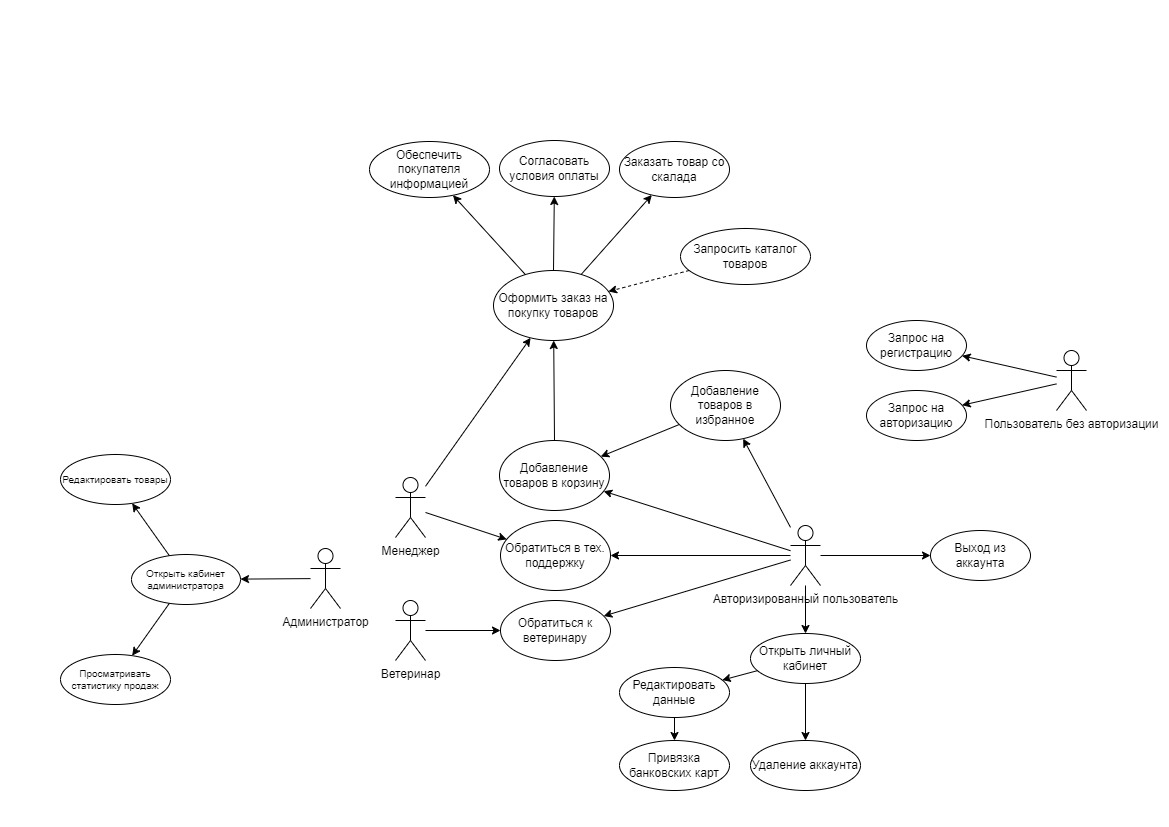 Обеспечить
покупателя
информацией
Согласовать
условия оплаты
Заказать товар со
скалада
Запросить каталог
товаров
Оформить заказ на
покупку товаров
Запрос на
регистрацию
Запрос на
авторизацию
Пользователь без авторизации
Добавление
товаров в
избранное
Добавление
товаров в корзину
Редактировать товары
Менеджер
Обратиться в тех.
поддержку
Выход из
аккаунта
Открыть кабинет
администратора
Администратор
Авторизированный пользователь
Обратиться к
ветеринару
Ветеринар
Открыть личный
кабинет
Просматривать
статистику продаж
Редактировать
данные
Привязка
банковских карт
Удаление аккаунта